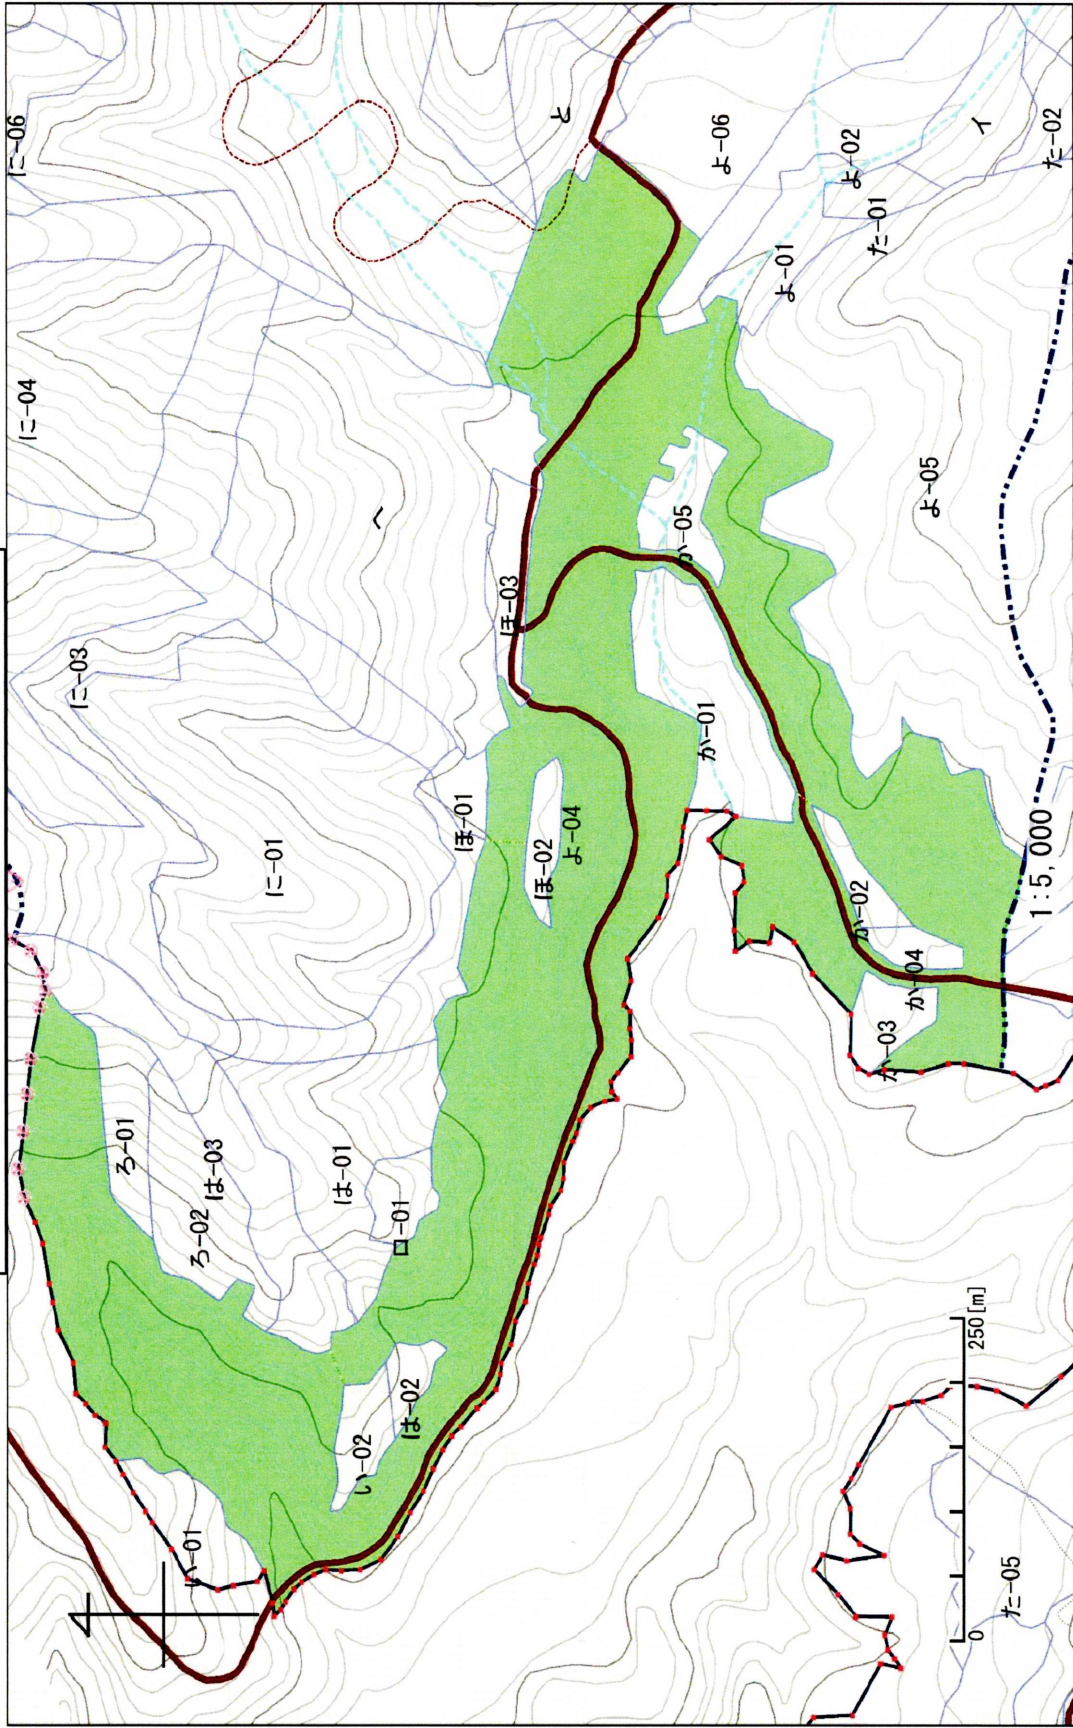 に-06
に-04
に-03
に-01
ろ-01
は-03
ろ-02
は-01
ロ-01
い-01
い-02
は-02
ほ-01
ほ-02
よ-04
ほ-03
へ
と
よ-06
よ-02
よ-01
た-01
イ
た-02
よ-05
か-05
か-01
か-02
か-04
か-03
1:5,000
0
250[m]
た-05